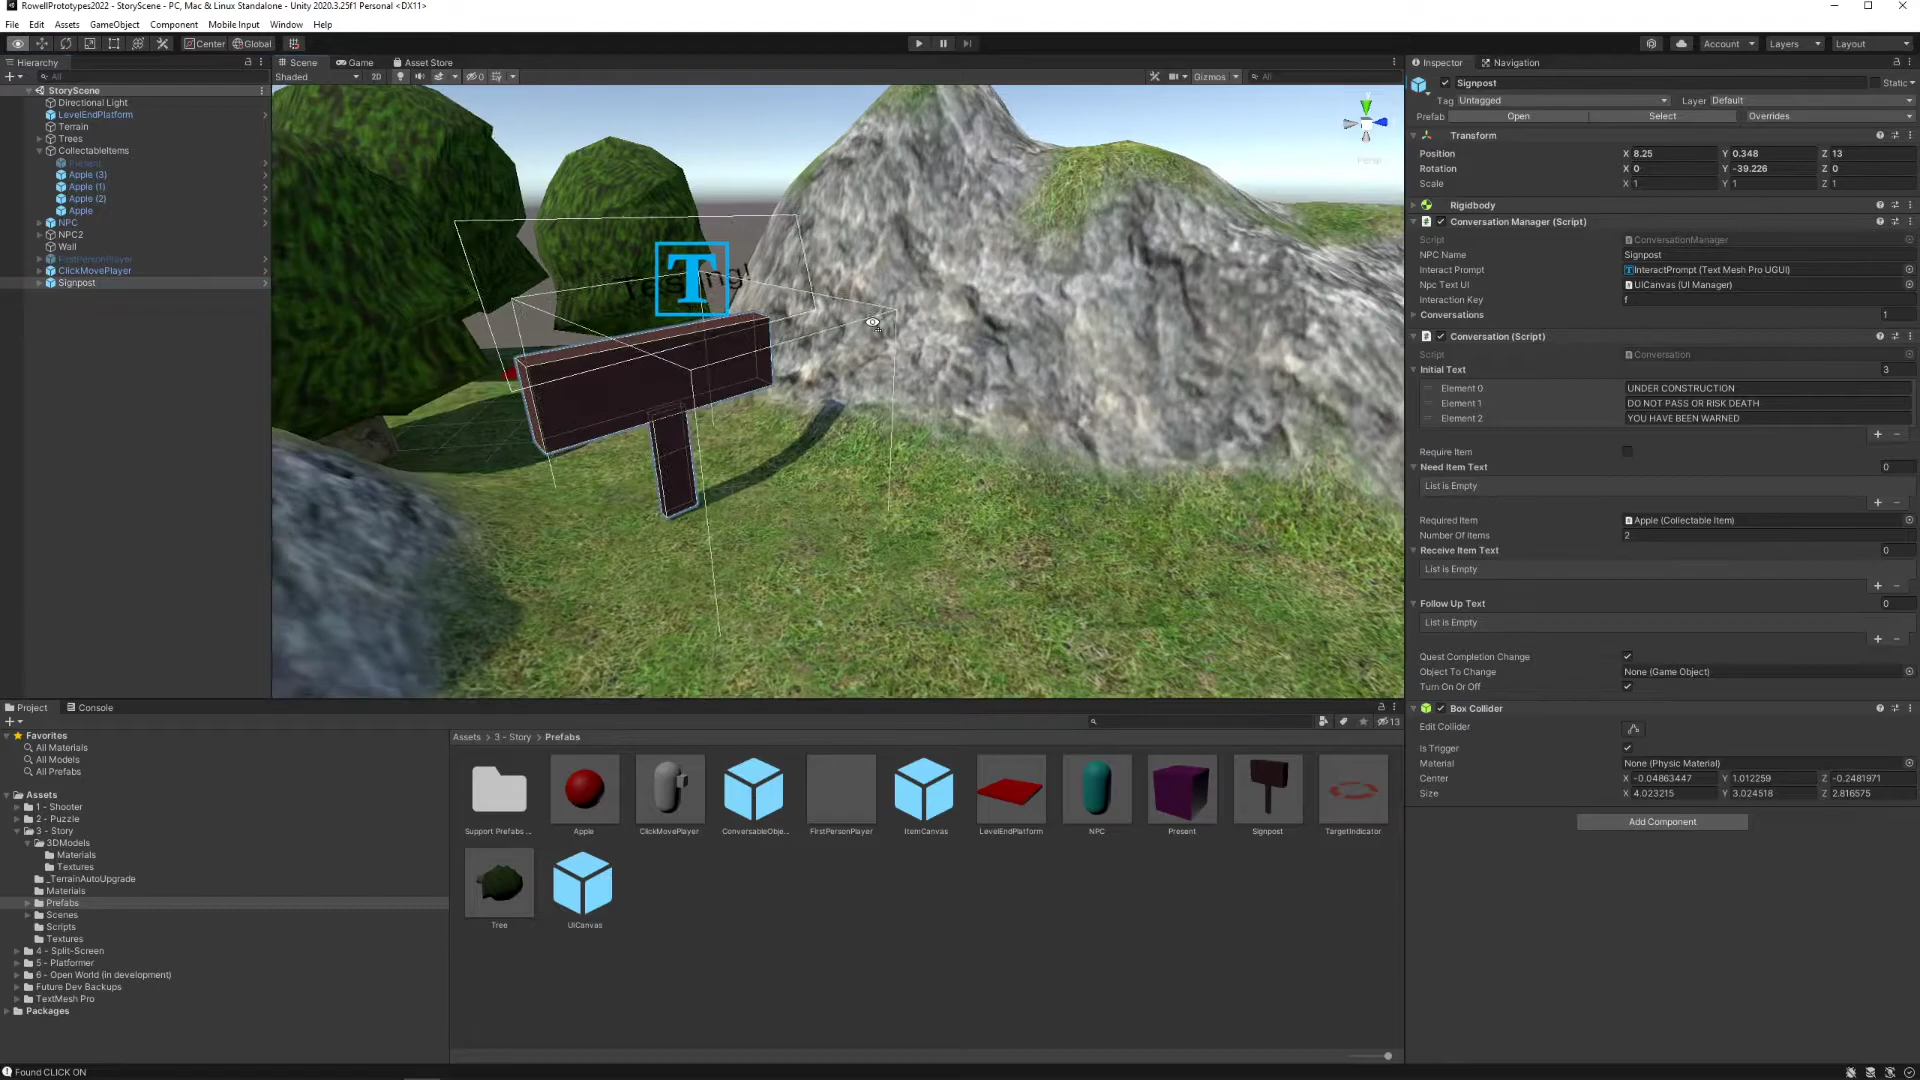 RowellPrototypes2022 - StoryScene - PC, Mac & Linux Standalone - Unity 2020.3.25f1 Personal <DX11>
File Edit Assets GameObject Component Mobile Input Window Help
Center Global Account Layers Layout
Hierarchy
All
StoryScene
Directional Light
LevelEndPlatform
Terrain
Trees
CollectableItems
Present
Apple (3)
Apple (1)
Apple (2)
Apple
NPC
NPC2
Wall
FirstPersonPlayer
ClickMovePlayer
Signpost
Scene Game Asset Store
Shaded 2D 0 Gizmos All
Persp
Inspector Navigation
Signpost Static
Tag Untagged Layer Default
Prefab Open Select Overrides
Transform
Position X 8.25 Y 0.348 Z 13
Rotation X 0 Y -39.226 Z 0
Scale X 1 Y 1 Z 1
Rigidbody
Conversation Manager (Script)
Script ConversationManager
NPC Name Signpost
Interact Prompt InteractPrompt (Text Mesh Pro UGUI)
Npc Text UI UICanvas (UI Manager)
Interaction Key f
Conversations 1
Conversation (Script)
Script Conversation
Initial Text 3
Element 0 UNDER CONSTRUCTION
Element 1 DO NOT PASS OR RISK DEATH
Element 2 YOU HAVE BEEN WARNED
Require Item
Need Item Text 0
List is Empty
Required Item Apple (Collectable Item)
Number Of Items 2
Receive Item Text 0
List is Empty
Follow Up Text 0
List is Empty
Quest Completion Change
Object To Change None (Game Object)
Turn On Or Off
Box Collider
Edit Collider
Is Trigger
Material None (Physic Material)
Center X -0.04863447 Y 1.012259 Z -0.2481971
Size X 4.023215 Y 3.024518 Z 2.816575
Add Component
Project Console
13
Favorites
All Materials
All Models
All Prefabs
Assets
1 - Shooter
2 - Puzzle
3 - Story
3DModels
Materials
Textures
_TerrainAutoUpgrade
Materials
Prefabs
Scenes
Scripts
Textures
4 - Split-Screen
5 - Platformer
6 - Open World (in development)
Future Dev Backups
TextMesh Pro
Packages
Assets > 3 - Story > Prefabs
Support Prefabs ... Apple ClickMovePlayer ConversableObje... FirstPersonPlayer ItemCanvas LevelEndPlatform NPC Present Signpost TargetIndicator
Tree UiCanvas
Found CLICK ON